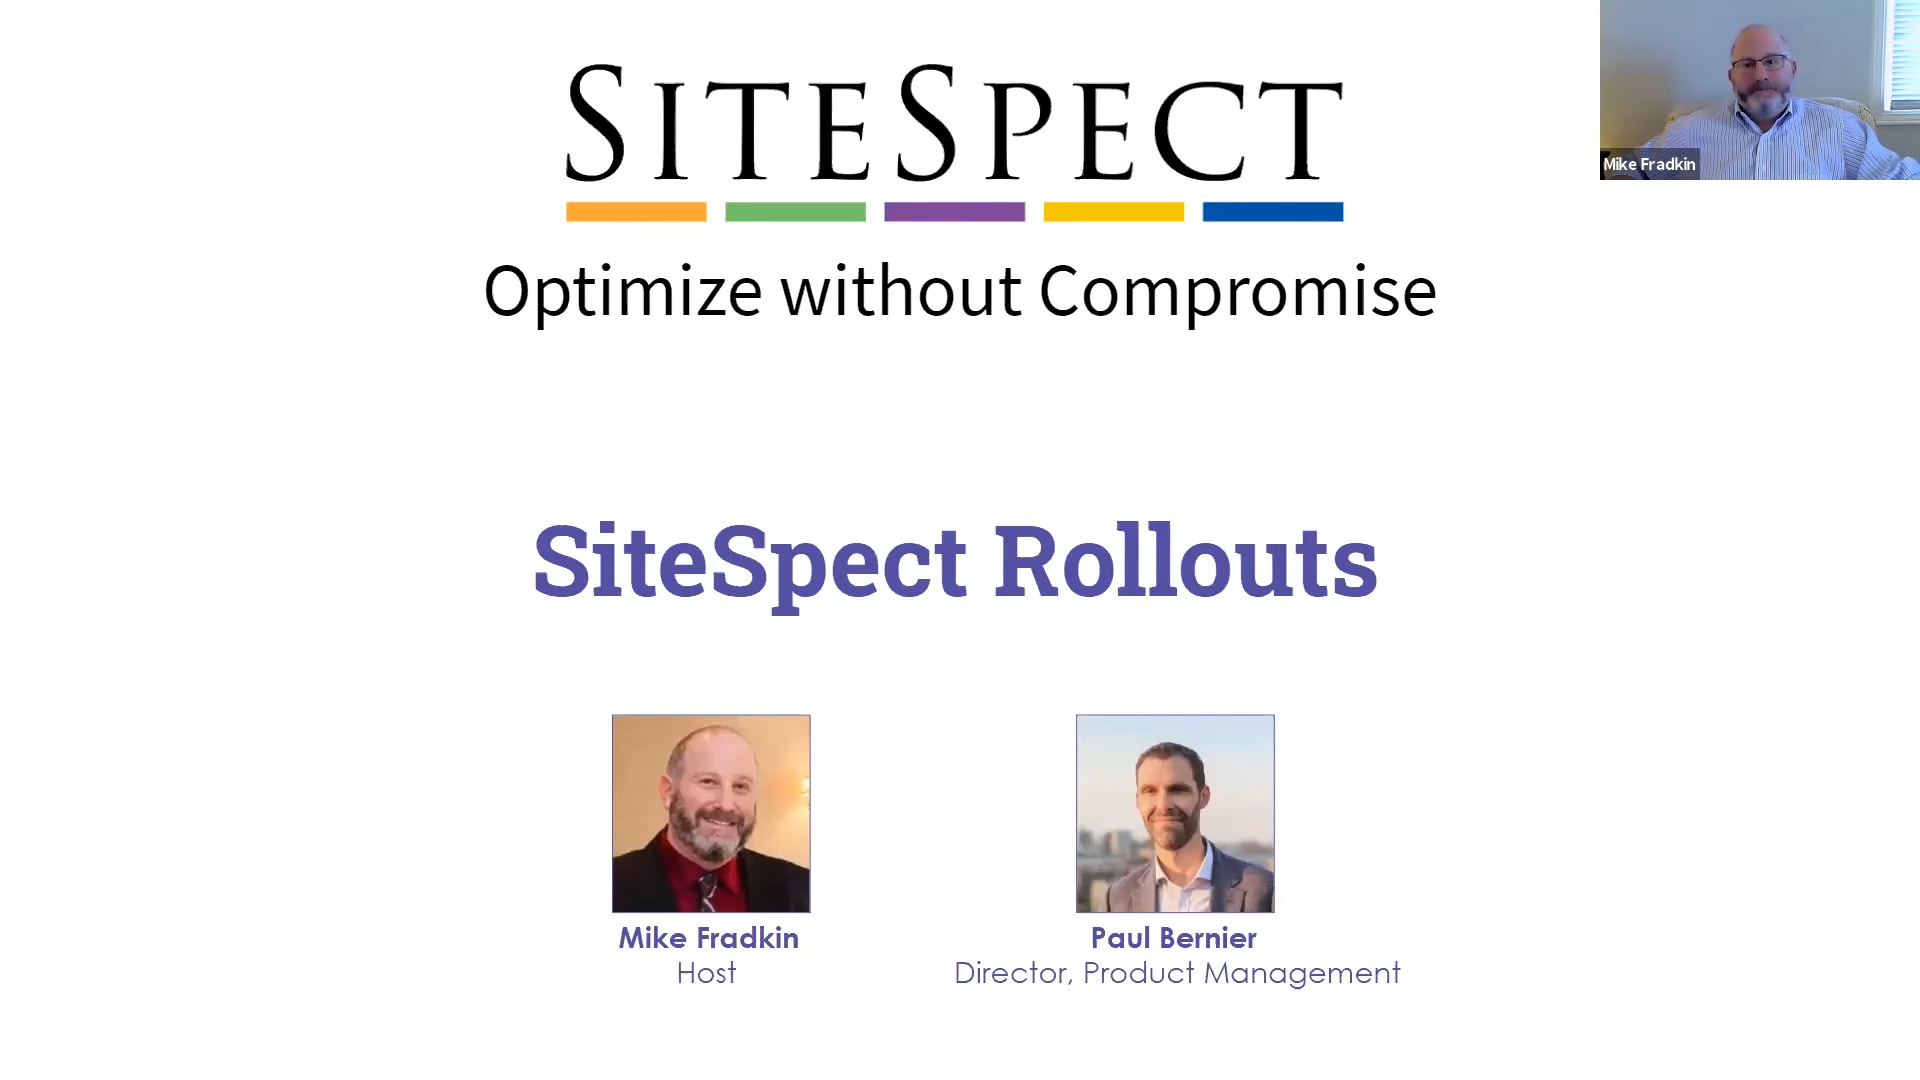 SITESPECT
Optimize without Compromise
Mike Fradkin
SiteSpect Rollouts
Mike Fradkin
Host
Paul Bernier
Director, Product Management